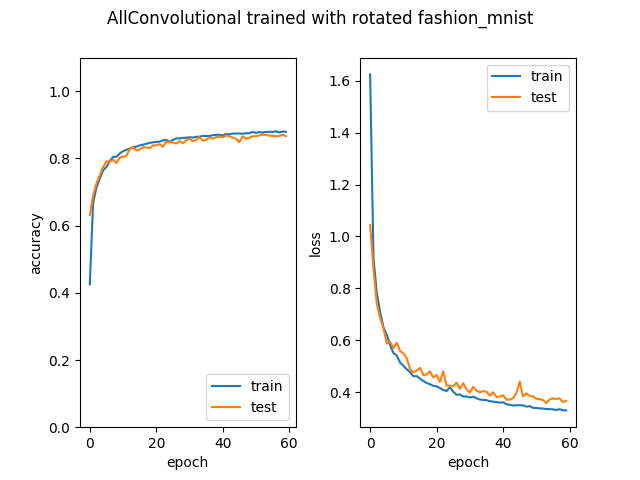 AllConvolutional trained with rotated fashion_mnist
1.0
0.8
0.6
0.4
0.2
0.0
accuracy
0
20
40
60
epoch
train
test
1.6
1.4
1.2
1.0
0.8
0.6
0.4
loss
0
20
40
60
epoch
train
test